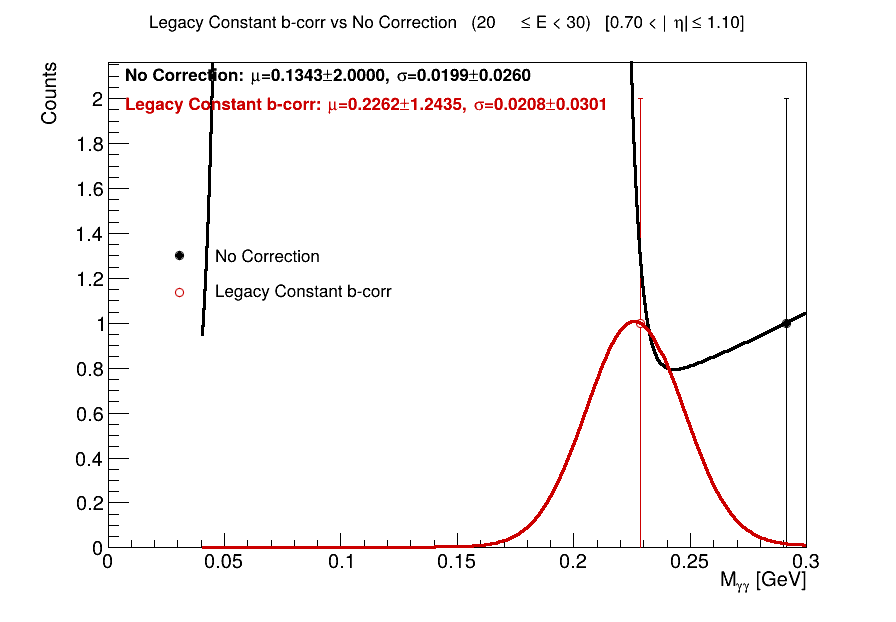 Legacy Constant b-corr vs No Correction (20 ≤ E < 30) [0.70 < | η| ≤ 1.10]
Counts
No Correction: μ=0.1343±2.0000, σ=0.0199±0.0260
Legacy Constant b-corr: μ=0.2262±1.2435, σ=0.0208±0.0301
2
1.8
1.6
1.4
1.2
1
0.8
0.6
0.4
0.2
0
No Correction
Legacy Constant b-corr
0 0.05 0.1 0.15 0.2 0.25 0.3
Mγγ [GeV]